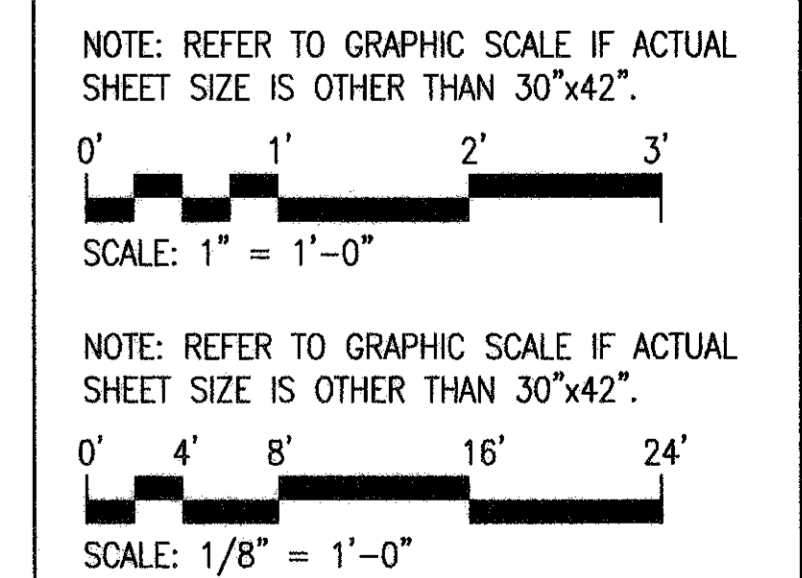 NOTE: REFER TO GRAPHIC SCALE IF ACTUAL
SHEET SIZE IS OTHER THAN 30"x42".
0' 1' 2' 3'
SCALE: 1" = 1'-0"
NOTE: REFER TO GRAPHIC SCALE IF ACTUAL
SHEET SIZE IS OTHER THAN 30"x42".
0' 4' 8' 16' 24'
SCALE: 1/8" = 1'-0"